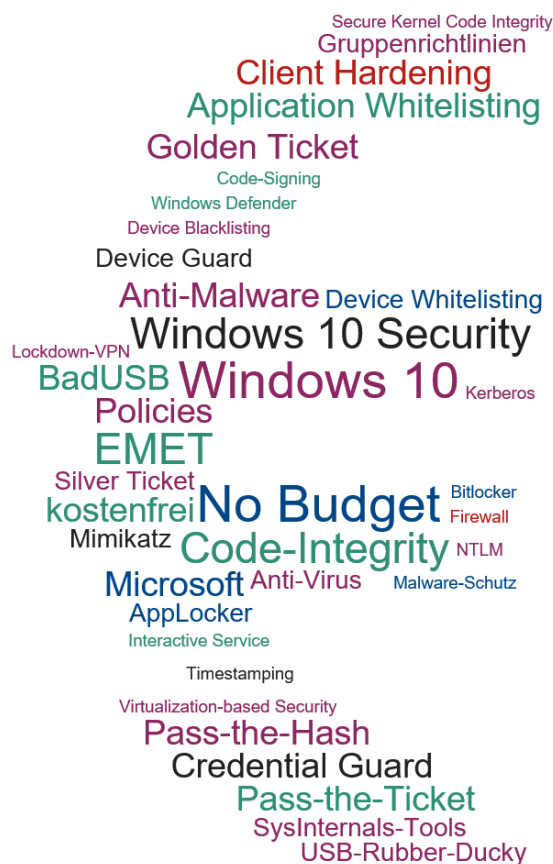 Secure Kernel Code Integrity
Gruppenrichtlinien
Client Hardening
Application Whitelisting
Golden Ticket
Code-Signing
Windows Defender
Device Blacklisting
Device Guard
Anti-Malware Device Whitelisting
Windows 10 Security
Lockdown-VPN
BadUSB Windows 10 Kerberos
Policies
EMET
Silver Ticket
kostenfrei No Budget Bitlocker
Firewall
Mimikatz Code-Integrity NTLM
Microsoft Anti-Virus Malware-Schutz
AppLocker
Interactive Service
Timestamping
Virtualization-based Security
Pass-the-Hash
Credential Guard
Pass-the-Ticket
SysInternals-Tools
USB-Rubber-Ducky